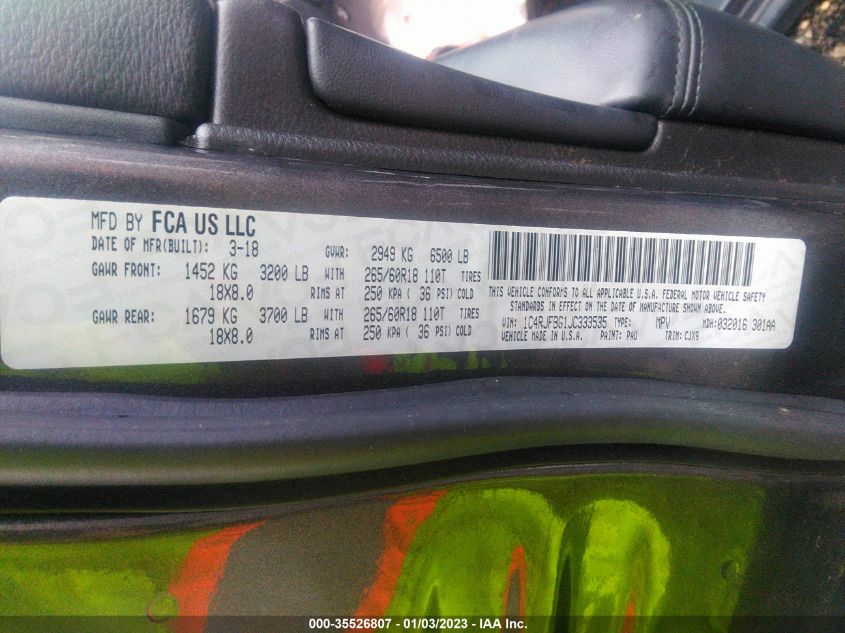 MFD BY FCA US LLC
DATE OF MFR(BUILT): 3-18 GVWR: 2949 KG 6500 LB
GAWR FRONT: 1452 KG 3200 LB WITH 265/60R18 110T TIRES
18X8.0 RIMS AT 250 KPA ( 36 PSI) COLD
GAWR REAR: 1679 KG 3700 LB WITH 265/60R18 110T TIRES
18X8.0 RIMS AT 250 KPA ( 36 PSI) COLD
THIS VEHICLE CONFORMS TO ALL APPLICABLE U.S.A. FEDERAL MOTOR VEHICLE SAFETY
STANDARDS IN EFFECT ON THE DATE OF MANUFACTURE SHOWN ABOVE
VIN: 1C4RJFBG1JC333535 TYPE: MPV MDH:032016 301AA
VEHICLE MADE IN U.S.A. PAINT: PAU TRIM: CJX9
000-35526807 - 01/03/2023 - IAA Inc.